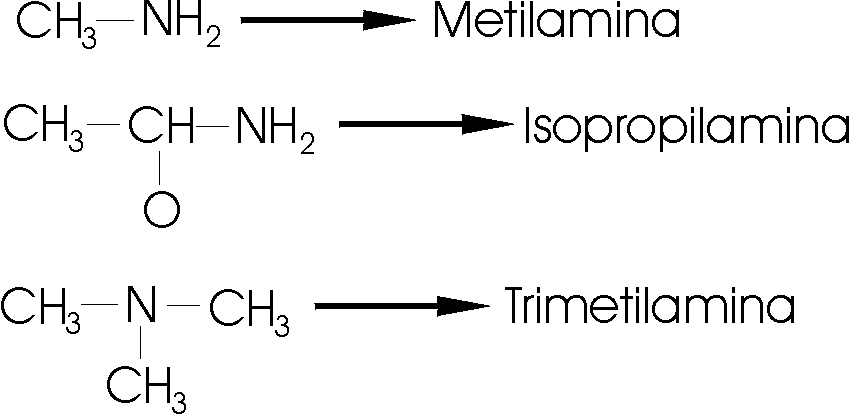 CH₃—NH₂ → Metilamina
CH₃—CH—NH₂ → Isopropilamina
O
CH₃—N—CH₃ → Trimetilamina
CH₃